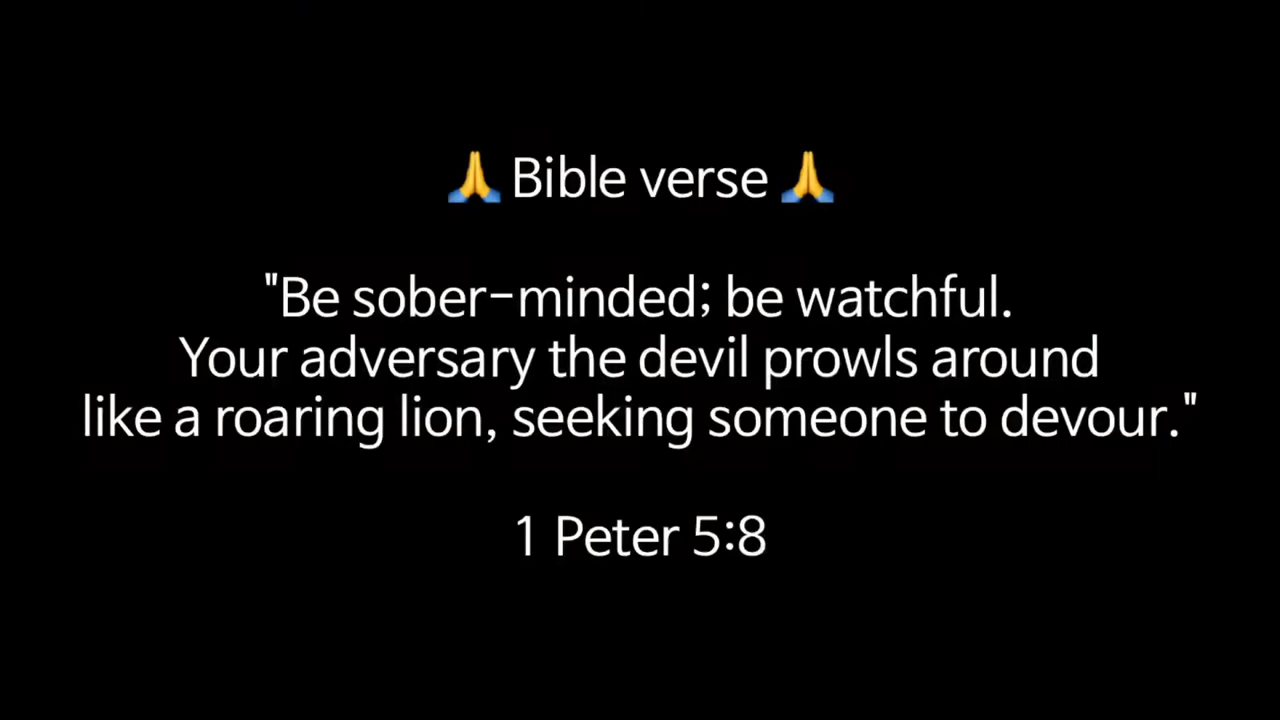 🙏 Bible verse 🙏
"Be sober-minded; be watchful.
Your adversary the devil prowls around
like a roaring lion, seeking someone to devour."
1 Peter 5:8